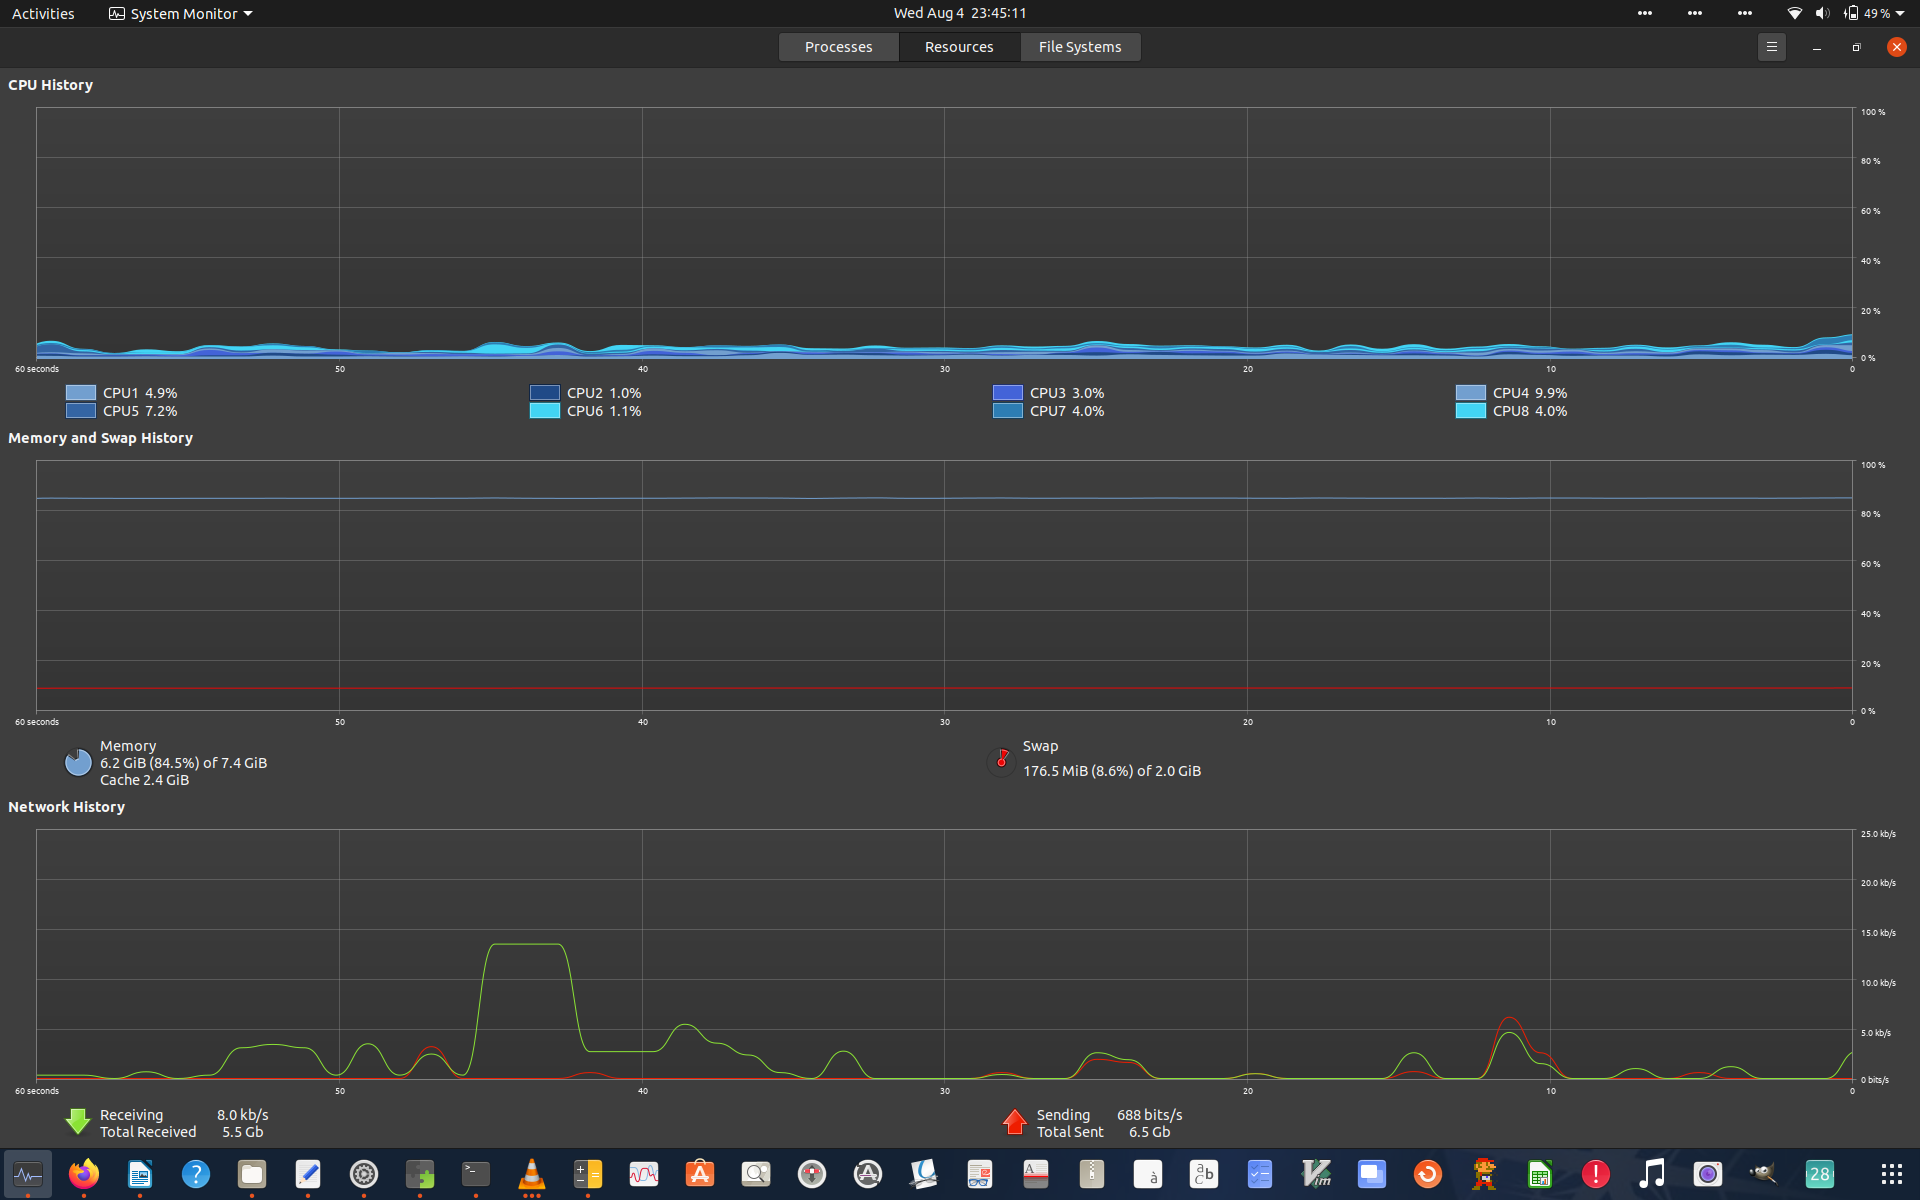 Activities System Monitor Wed Aug 4 23:45:11 49 %
Processes Resources File Systems
CPU History
100 %
80 %
60 %
40 %
20 %
0 %
60 seconds 50 40 30 20 10 0
CPU1 4.9% CPU2 1.0% CPU3 3.0% CPU4 9.9%
CPU5 7.2% CPU6 1.1% CPU7 4.0% CPU8 4.0%
Memory and Swap History
100 %
80 %
60 %
40 %
20 %
0 %
60 seconds 50 40 30 20 10 0
Memory Swap
6.2 GiB (84.5%) of 7.4 GiB 176.5 MiB (8.6%) of 2.0 GiB
Cache 2.4 GiB
Network History
25.0 kb/s
20.0 kb/s
15.0 kb/s
10.0 kb/s
5.0 kb/s
0 bits/s
60 seconds 50 40 30 20 10 0
Receiving 8.0 kb/s Sending 688 bits/s
Total Received 5.5 Gb Total Sent 6.5 Gb
? >_ A A à a b c Vim ! 28